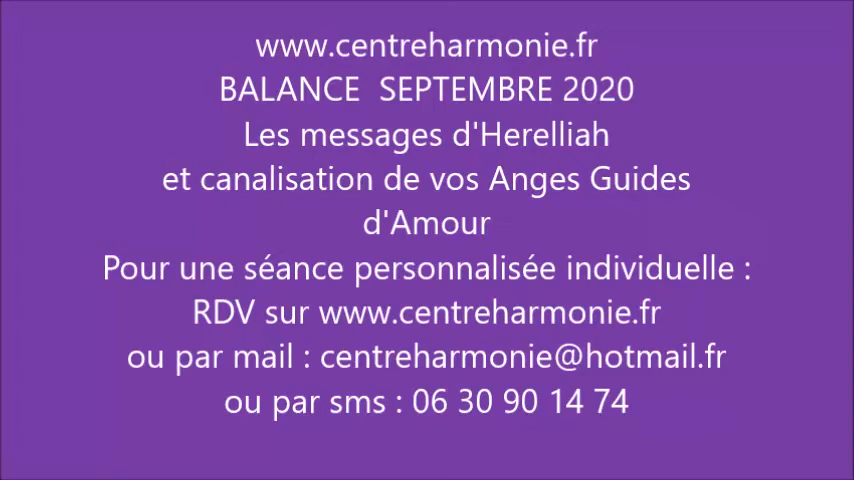 www.centreharmonie.fr
BALANCE  SEPTEMBRE 2020
Les messages d'Herelliah
et canalisation de vos Anges Guides
d'Amour
Pour une séance personnalisée individuelle :
RDV sur www.centreharmonie.fr
ou par mail : centreharmonie@hotmail.fr
ou par sms : 06 30 90 14 74